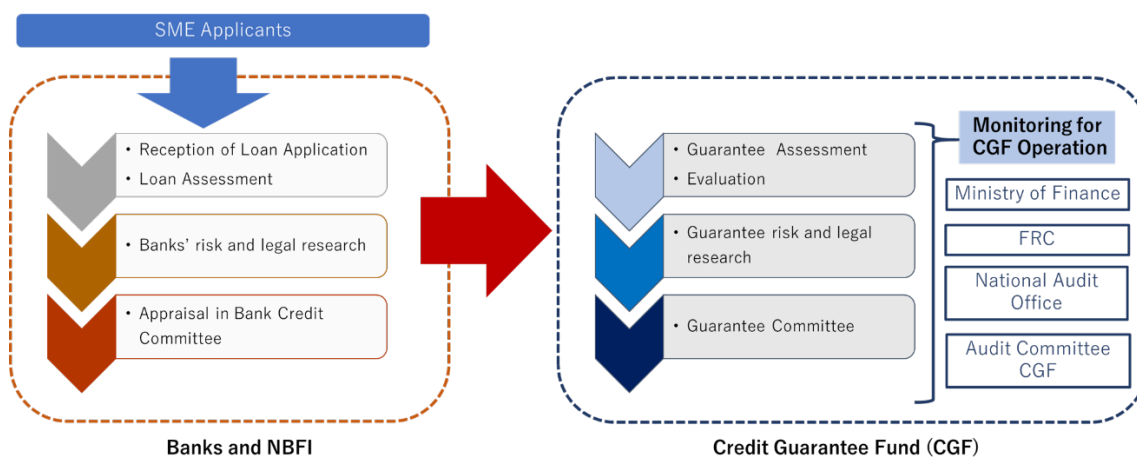 SME Applicants
• Reception of Loan Application
• Loan Assessment
• Banks’ risk and legal research
• Appraisal in Bank Credit
Committee
Banks and NBFI
• Guarantee Assessment
• Evaluation
• Guarantee risk and legal
research
• Guarantee Committee
Monitoring for
CGF Operation
Ministry of Finance
FRC
National Audit
Office
Audit Committee
CGF
Credit Guarantee Fund (CGF)